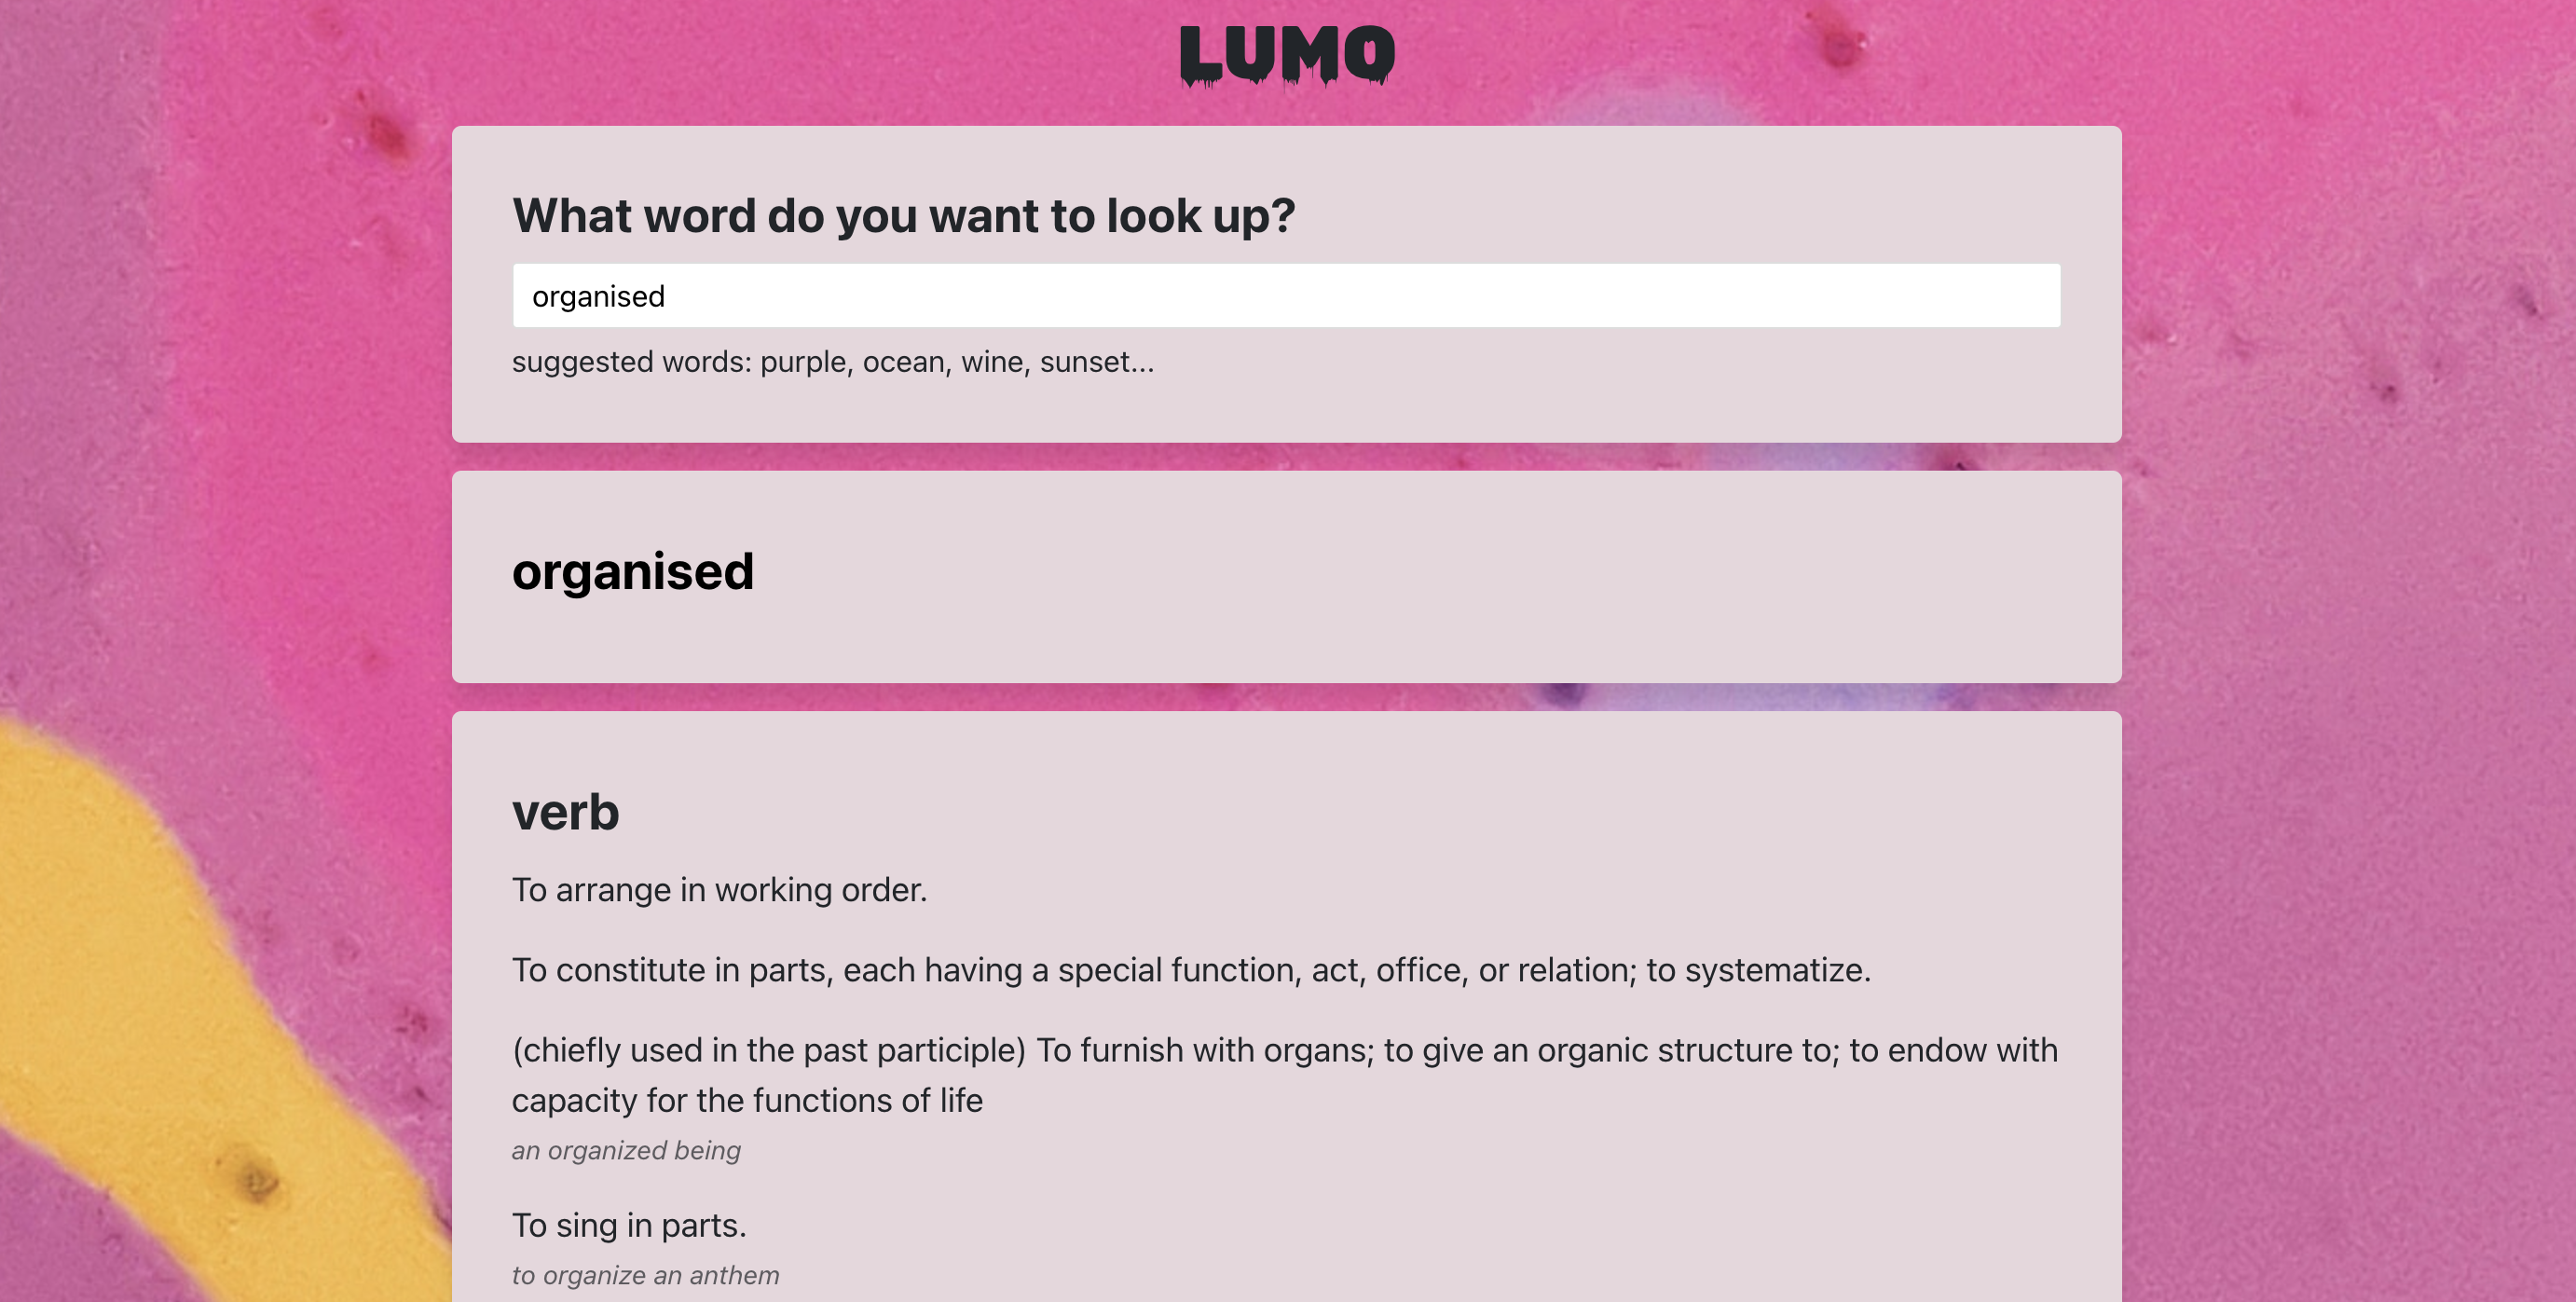 LUMO
What word do you want to look up?
organised
suggested words: purple, ocean, wine, sunset...
organised
verb
To arrange in working order.
To constitute in parts, each having a special function, act, office, or relation; to systematize.
(chiefly used in the past participle) To furnish with organs; to give an organic structure to; to endow with
capacity for the functions of life
an organized being
To sing in parts.
to organize an anthem